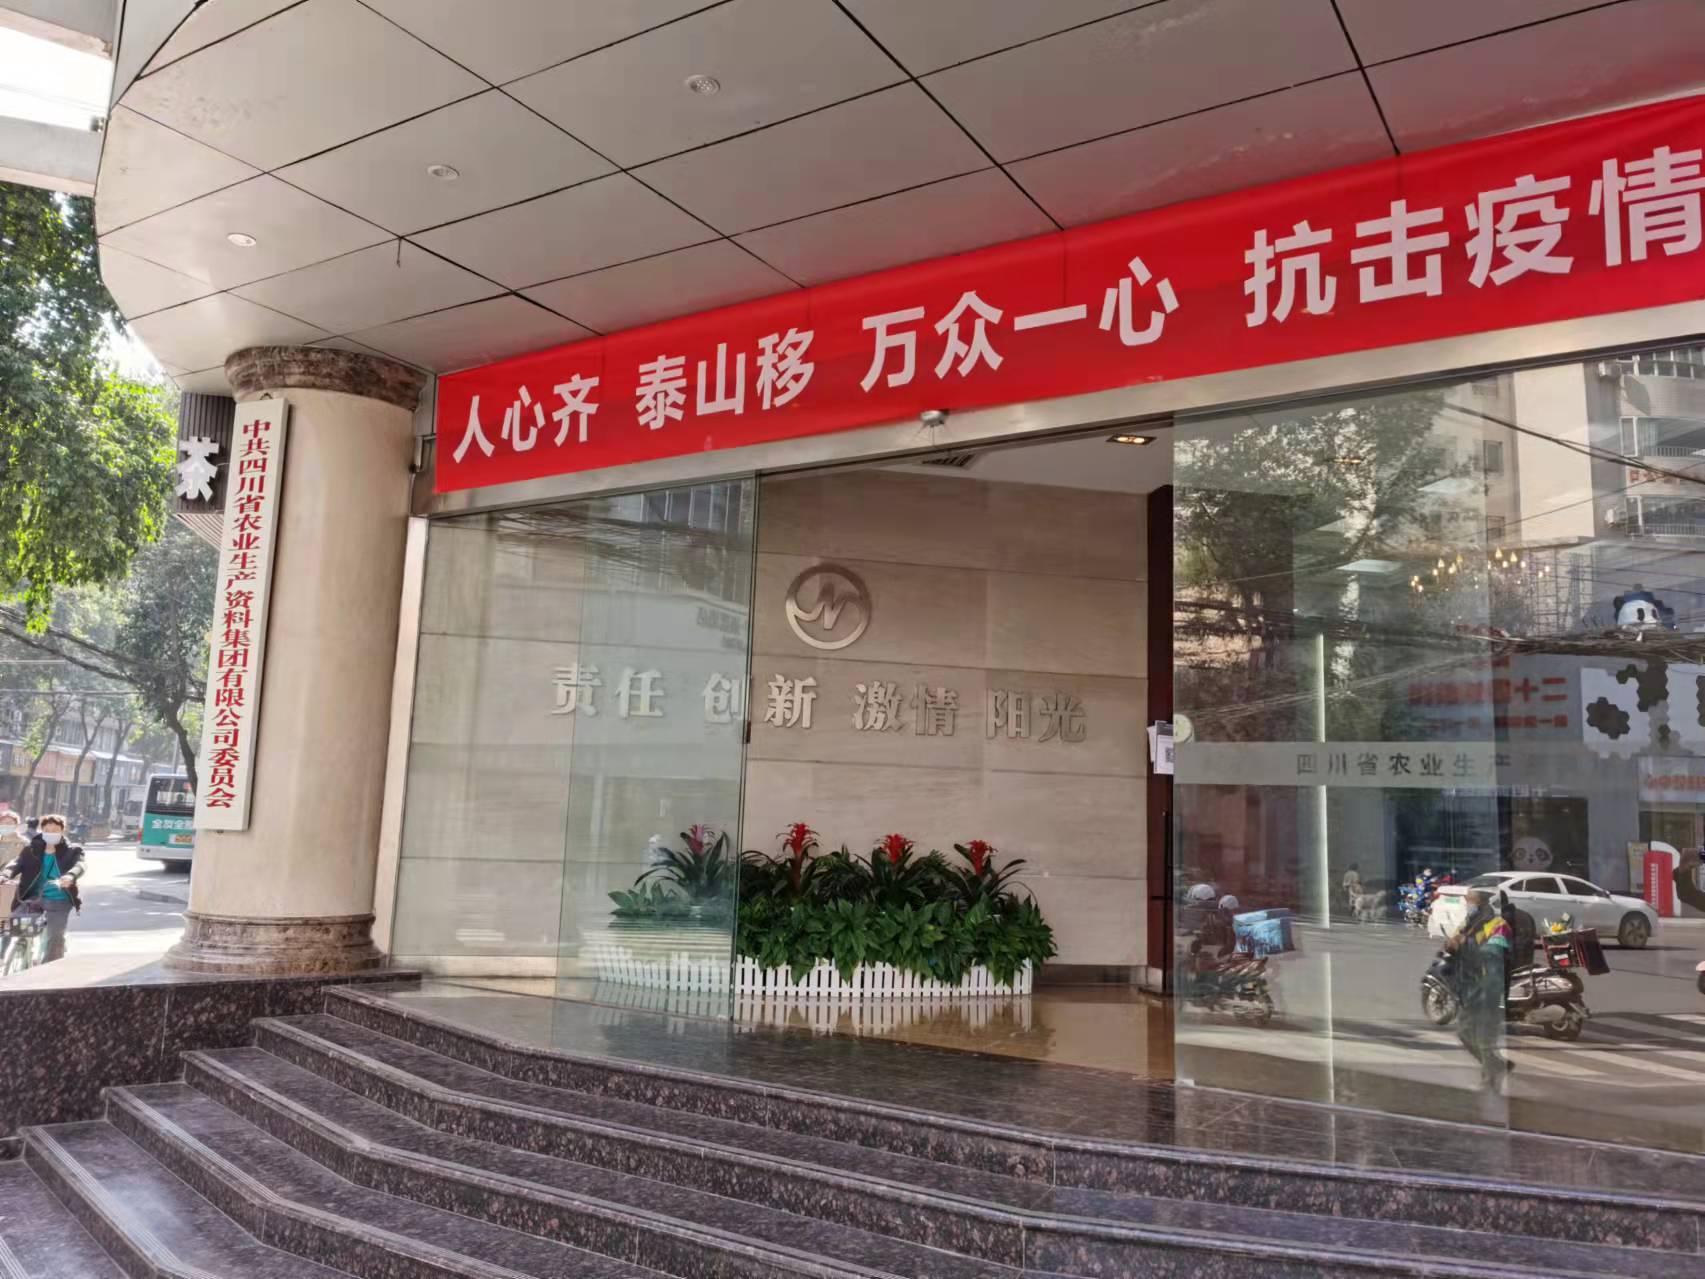 人心齐 泰山移 万众一心 抗击疫情
茶
中共四川省农业生产资料集团有限公司委员会
责任 创新 激情 阳光
四川省农业生产